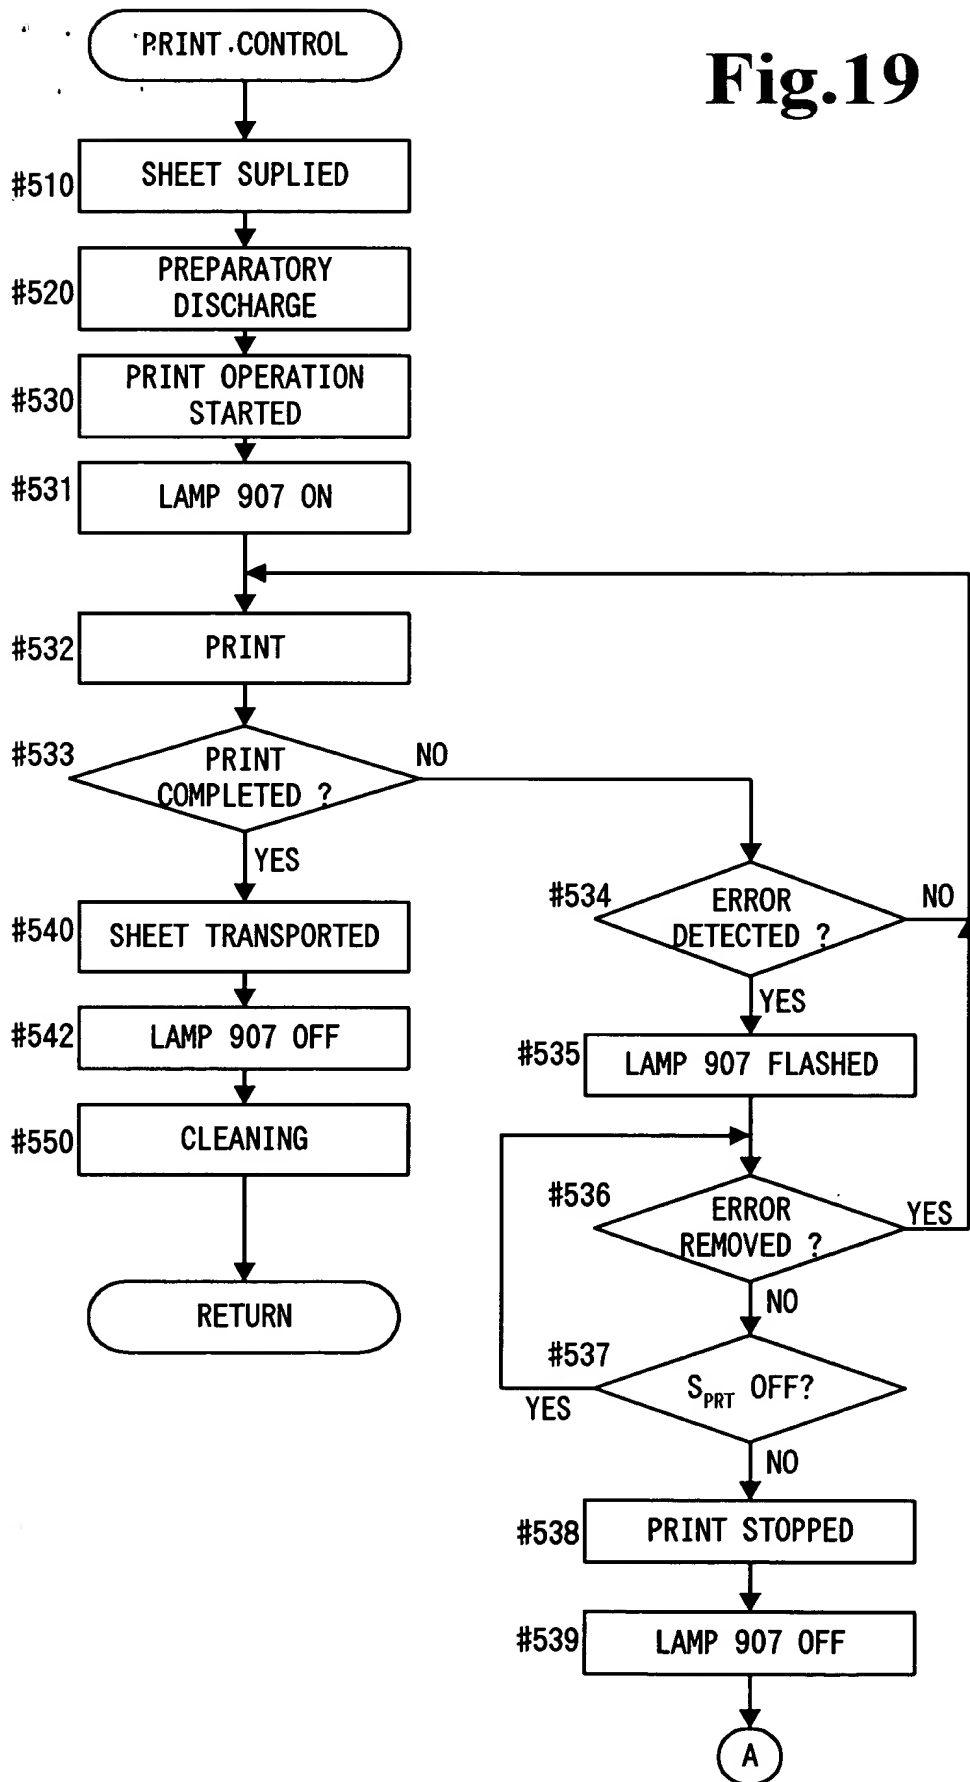 PRINT CONTROL
Fig.19
#510
SHEET SUPLIED
#520
PREPARATORY
DISCHARGE
#530
PRINT OPERATION
STARTED
#531
LAMP 907 ON
#532
PRINT
#533
PRINT
COMPLETED ?
NO
YES
#540
SHEET TRANSPORTED
#542
LAMP 907 OFF
#550
CLEANING
RETURN
#534
ERROR
DETECTED ?
NO
YES
#535
LAMP 907 FLASHED
#536
ERROR
REMOVED ?
YES
NO
#537
SPRT OFF?
YES
NO
#538
PRINT STOPPED
#539
LAMP 907 OFF
A